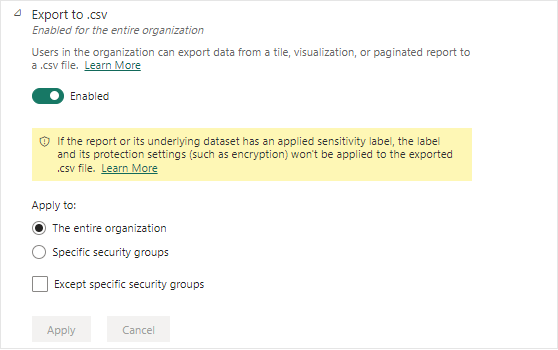 Export to .csv
Enabled for the entire organization
Users in the organization can export data from a tile, visualization, or paginated report to
a .csv file. Learn More
Enabled
If the report or its underlying dataset has an applied sensitivity label, the label
and its protection settings (such as encryption) won't be applied to the exported
.csv file. Learn More
Apply to:
The entire organization
Specific security groups
Except specific security groups
Apply Cancel